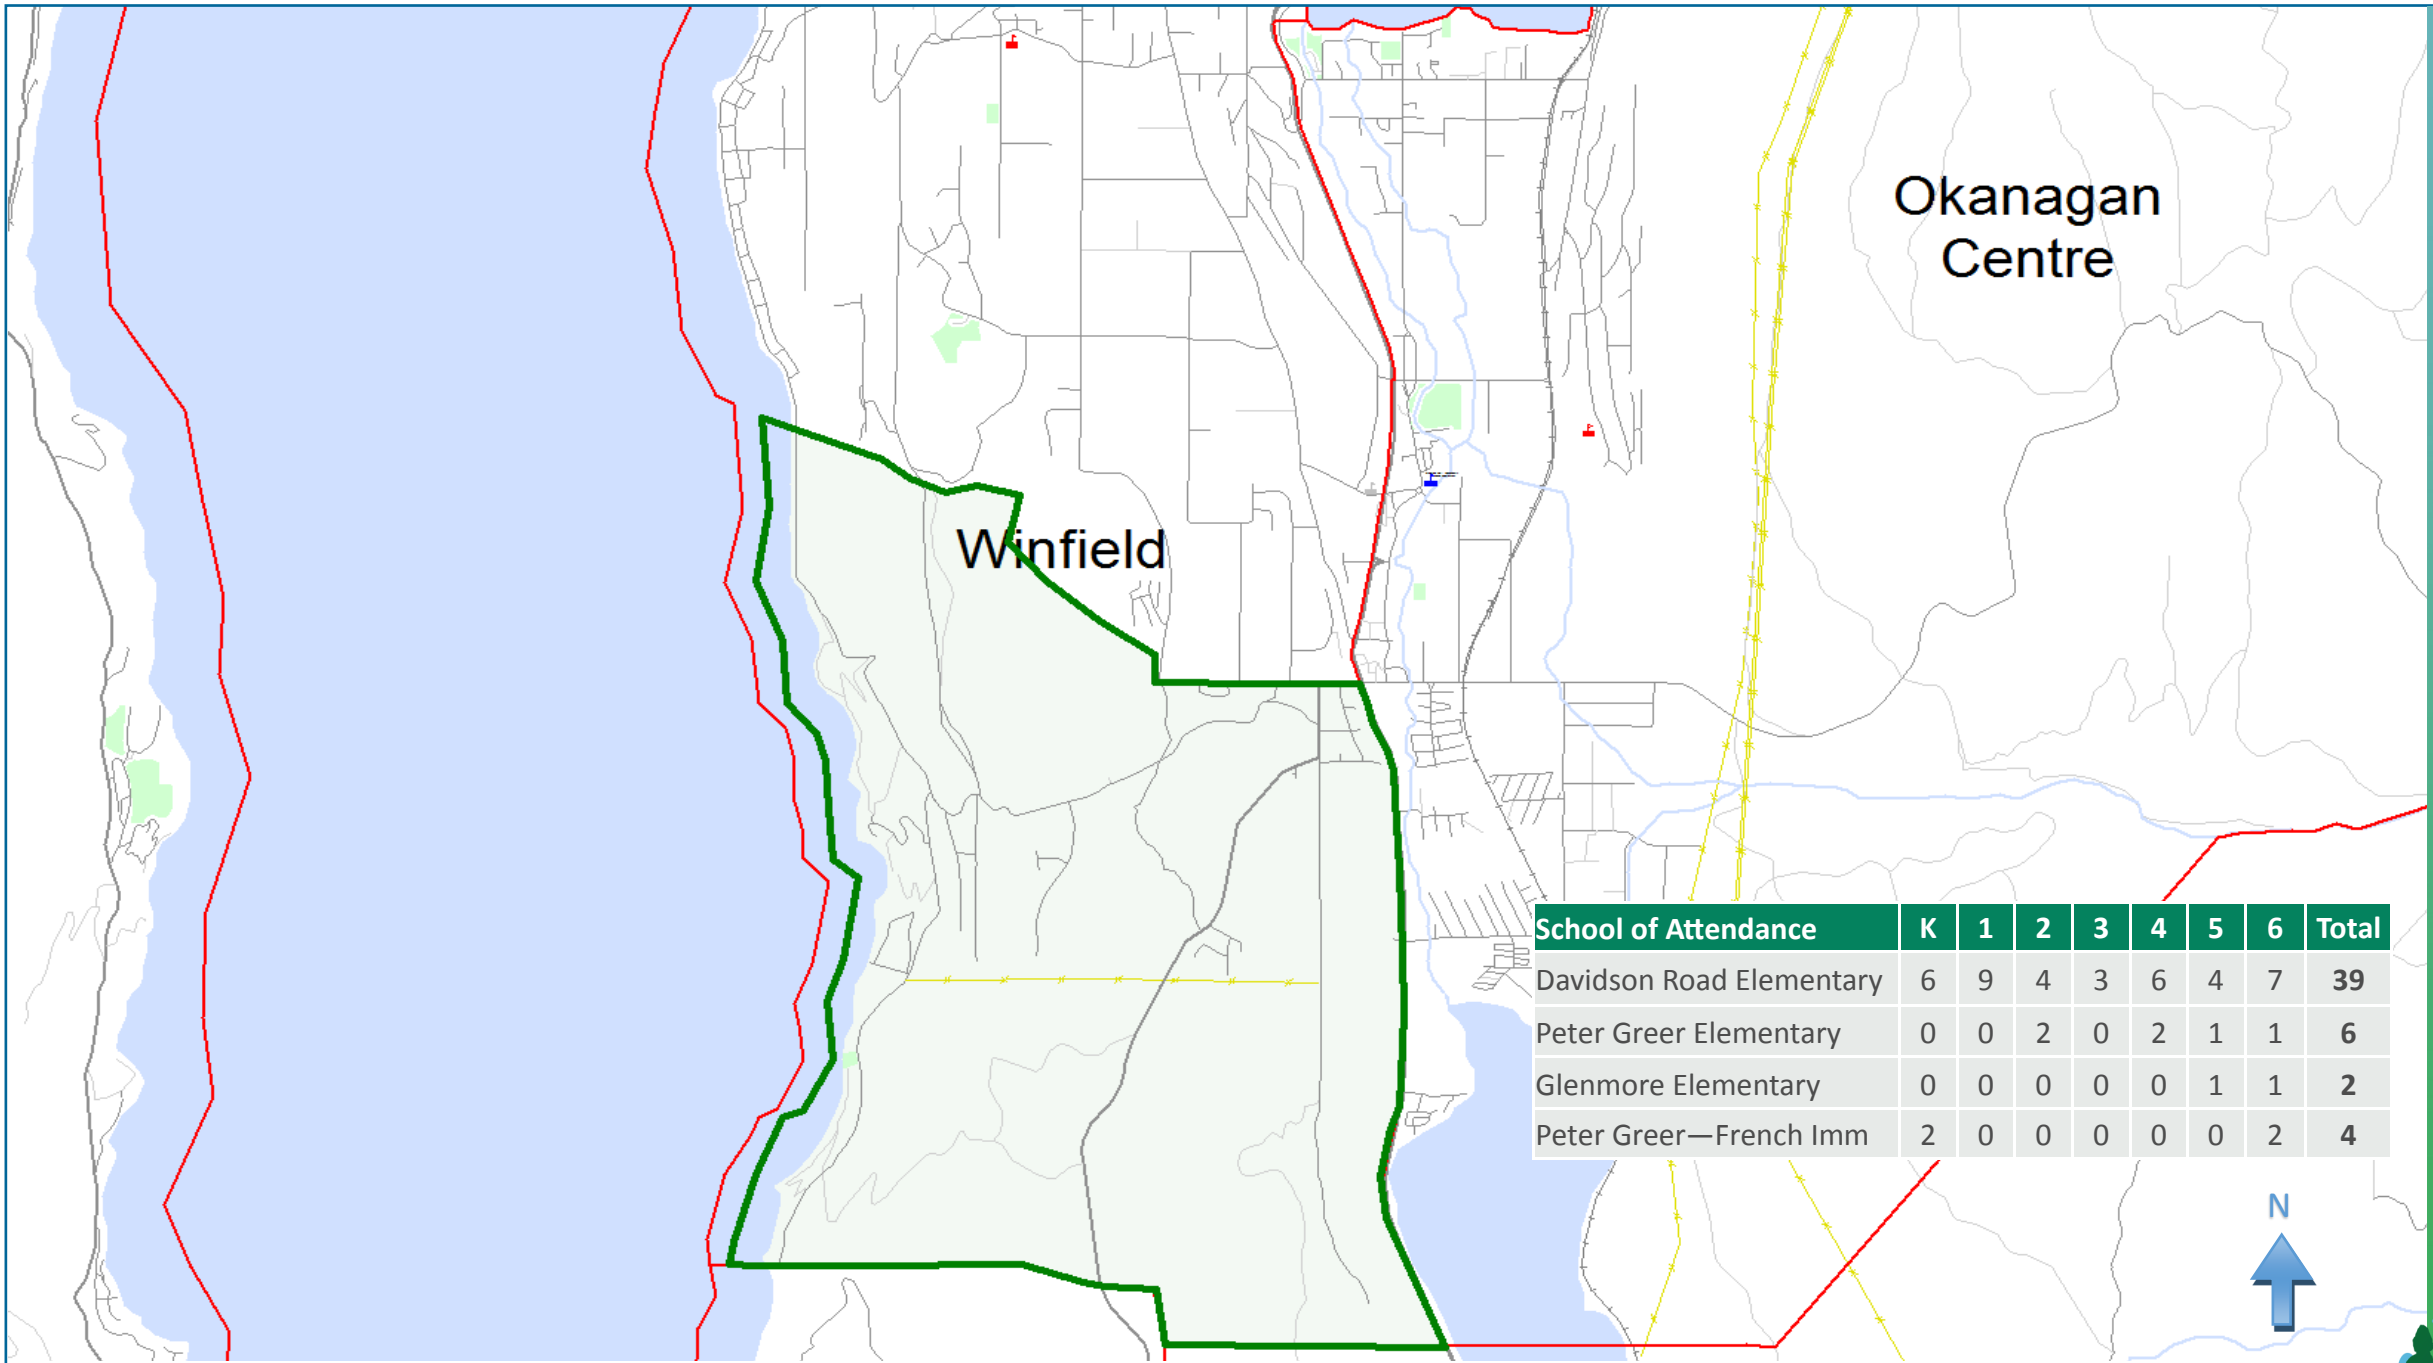 Okanagan
Centre
Winfield
School of Attendance K 1 2 3 4 5 6 Total
Davidson Road Elementary 6 9 4 3 6 4 7 39
Peter Greer Elementary 0 0 2 0 2 1 1 6
Glenmore Elementary 0 0 0 0 0 1 1 2
Peter Greer—French Imm 2 0 0 0 0 0 2 4
N